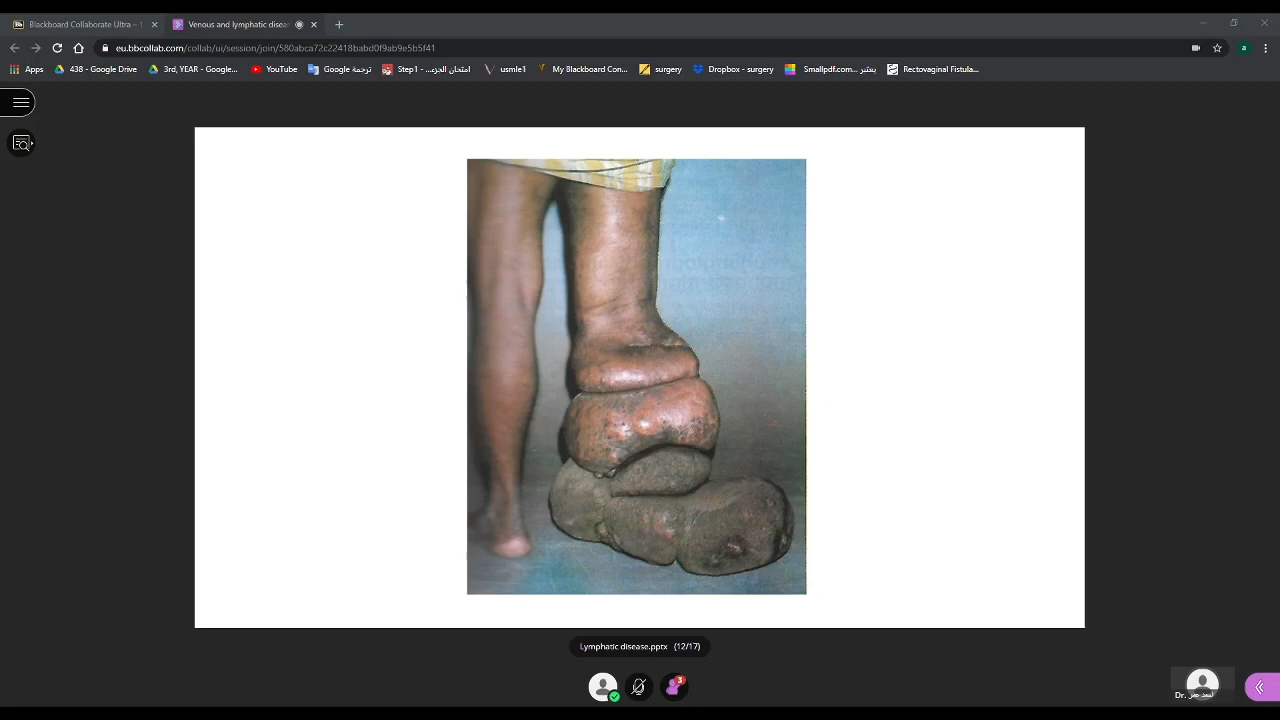 Blackboard Collaborate Ultra – 1
Venous and lymphatic disea
eu.bbcollab.com/collab/ui/session/join/580abca72c22418babd0f9ab9e5b5f41
a
Apps
438 - Google Drive
3rd, YEAR - Google...
YouTube
ترجمة Google
Step1 - ...امتحان الجزء
usmle1
My Blackboard Con...
surgery
Dropbox - surgery
Smallpdf.com... يعتبر
Rectovaginal Fistula...
Lymphatic disease.pptx (12/17)
3
Dr.